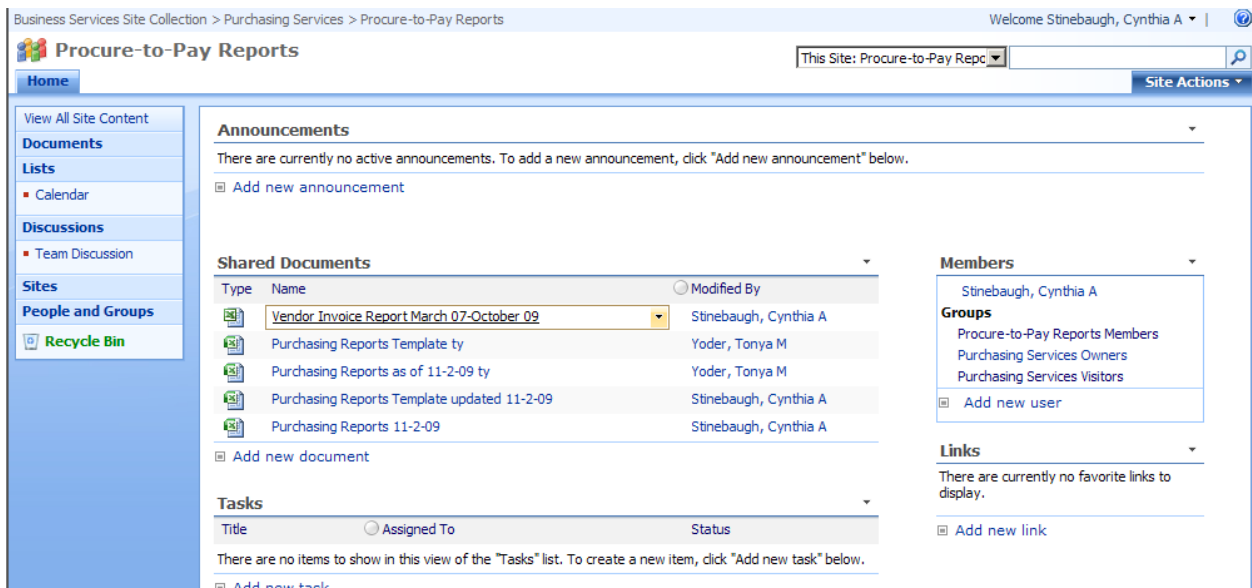 Business Services Site Collection > Purchasing Services > Procure-to-Pay Reports
Welcome Stinebaugh, Cynthia A
Procure-to-Pay Reports
This Site: Procure-to-Pay Repo
Home
Site Actions
View All Site Content
Documents
Lists
Calendar
Discussions
Team Discussion
Sites
People and Groups
Recycle Bin
Announcements
There are currently no active announcements. To add a new announcement, click "Add new announcement" below.
Add new announcement
Shared Documents
Type Name Modified By
Vendor Invoice Report March 07-October 09 Stinebaugh, Cynthia A
Purchasing Reports Template ty Yoder, Tonya M
Purchasing Reports as of 11-2-09 ty Yoder, Tonya M
Purchasing Reports Template updated 11-2-09 Stinebaugh, Cynthia A
Purchasing Reports 11-2-09 Stinebaugh, Cynthia A
Add new document
Tasks
Title Assigned To Status
There are no items to show in this view of the "Tasks" list. To create a new item, click "Add new task" below.
Add new task
Members
Stinebaugh, Cynthia A
Groups
Procure-to-Pay Reports Members
Purchasing Services Owners
Purchasing Services Visitors
Add new user
Links
There are currently no favorite links to
display.
Add new link